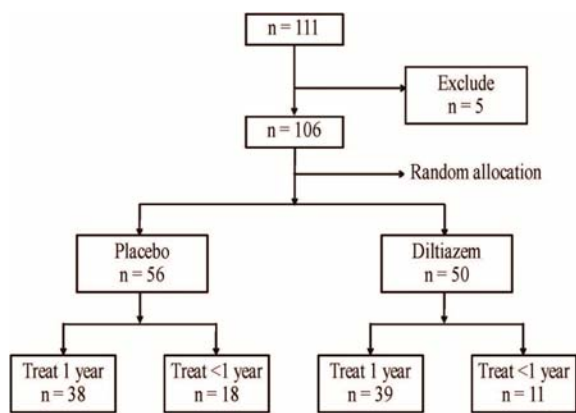 n = 111
Exclude
n = 5
n = 106
Random allocation
Placebo
n = 56
Diltiazem
n = 50
Treat 1 year
n = 38
Treat <1 year
n = 18
Treat 1 year
n = 39
Treat <1 year
n = 11